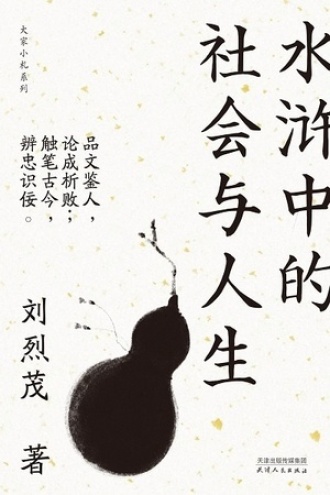 水浒中的
社会与人生
大家小札系列
品文鉴人，
论成析败；
触笔古今，
辨忠识佞。
刘烈茂 著
天津出版传媒集团
天津人民出版社